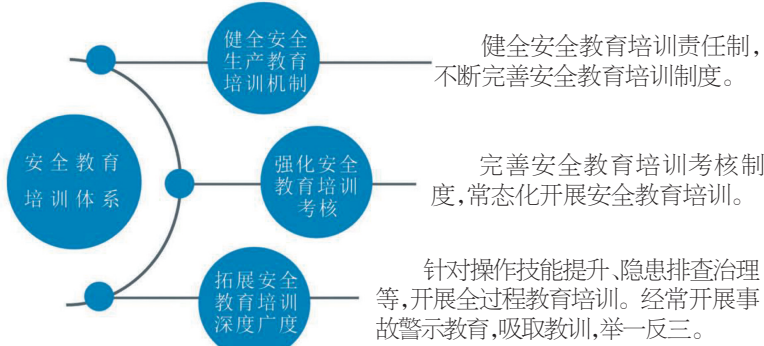 安全教育
培训体系
健全安全
生产教育
培训机制
健全安全教育培训责任制,
不断完善安全教育培训制度。
强化安全
教育培训
考核
完善安全教育培训考核制
度,常态化开展安全教育培训。
拓展安全
教育培训
深度广度
针对操作技能提升、隐患排查治理
等,开展全过程教育培训。经常开展事
故警示教育,吸取教训,举一反三。